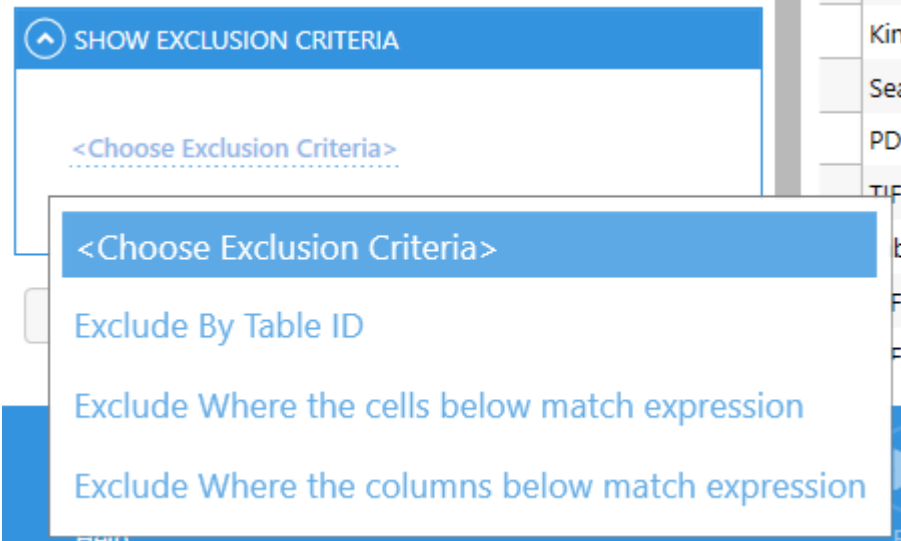 SHOW EXCLUSION CRITERIA
<Choose Exclusion Criteria>
<Choose Exclusion Criteria>
Exclude By Table ID
Exclude Where the cells below match expression
Exclude Where the columns below match expression